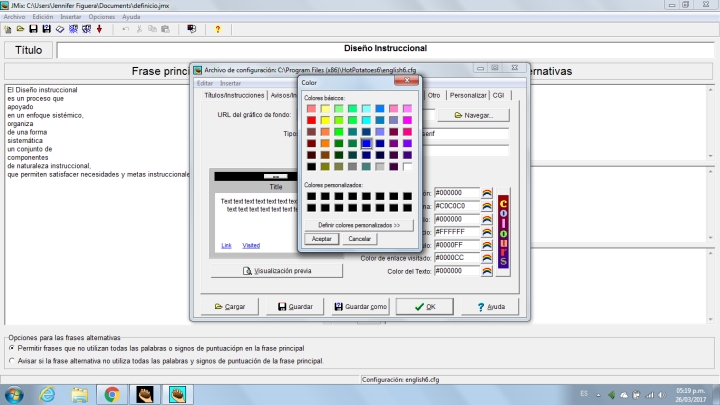 JMix: C:\Users\Jennifer Figuera\Documents\definicio.jmx
Archivo Edición Insertar Opciones Ayuda
Título
Diseño Instruccional
Frase princi
ernativas
El Diseño instruccional
es un proceso que
apoyado
en un enfoque sistémico,
organiza
de una forma
sistemática
un conjunto de
componentes
de naturaleza instruccional,
que permiten satisfacer necesidades y metas instruccionale
Archivo de configuración: C:\Program Files (x86)\HotPotatoes6\english6.cfg
Editar Insertar
Títulos/Instrucciones Avisos/In
Otro Personalizar CGI
URL del gráfico de fondo:
Navegar...
Tipo
serif
Title
Text text text text text text text
text text text text text text
Link Visited
Visualización previa
ón: #000000
ma: #C0C0C0
#000000
#FFFFFF
#0000FF
Color de enlace visitado: #0000CC
Color del Texto: #000000
colours
Cargar Guardar Guardar como OK Ayuda
Color
Colores básicos:
Colores personalizados:
Definir colores personalizados >>
Aceptar Cancelar
Opciones para las frases alternativas
Permitir frases que no utilizan todas las palabras o signos de puntuaciópn en la frase principal
Avisar si la frase alternativa no utiliza todas las palabras y signos de puntuación de la frase principal.
Configuración: english6.cfg
ES
05:19 p.m.
26/03/2017